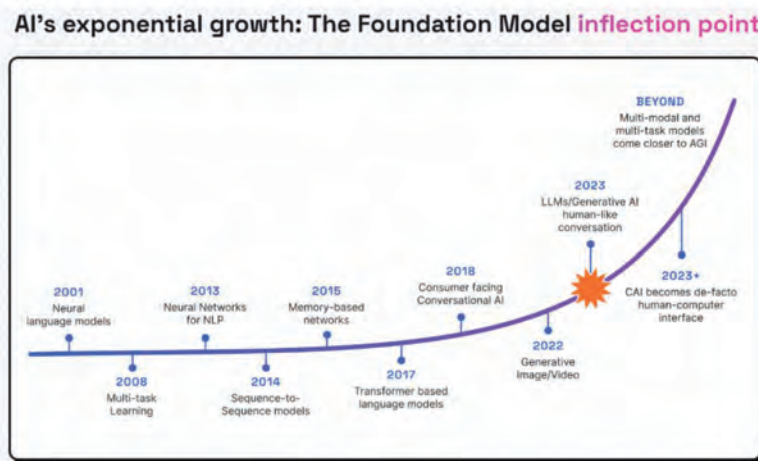 AI's exponential growth: The Foundation Model inflection point
BEYOND
Multi-modal and
multi-task models
come closer to AGI
2023
LLMs/Generative AI
human-like
conversation
2018
Consumer facing
Conversational AI
2001
Neural
language models
2013
Neural Networks
for NLP
2015
Memory-based
networks
2023+
CAI becomes de-facto
human-computer
interface
2022
Generative
Image/Video
2008
Multi-task
Learning
2014
Sequence-to-
Sequence models
2017
Transformer based
language models